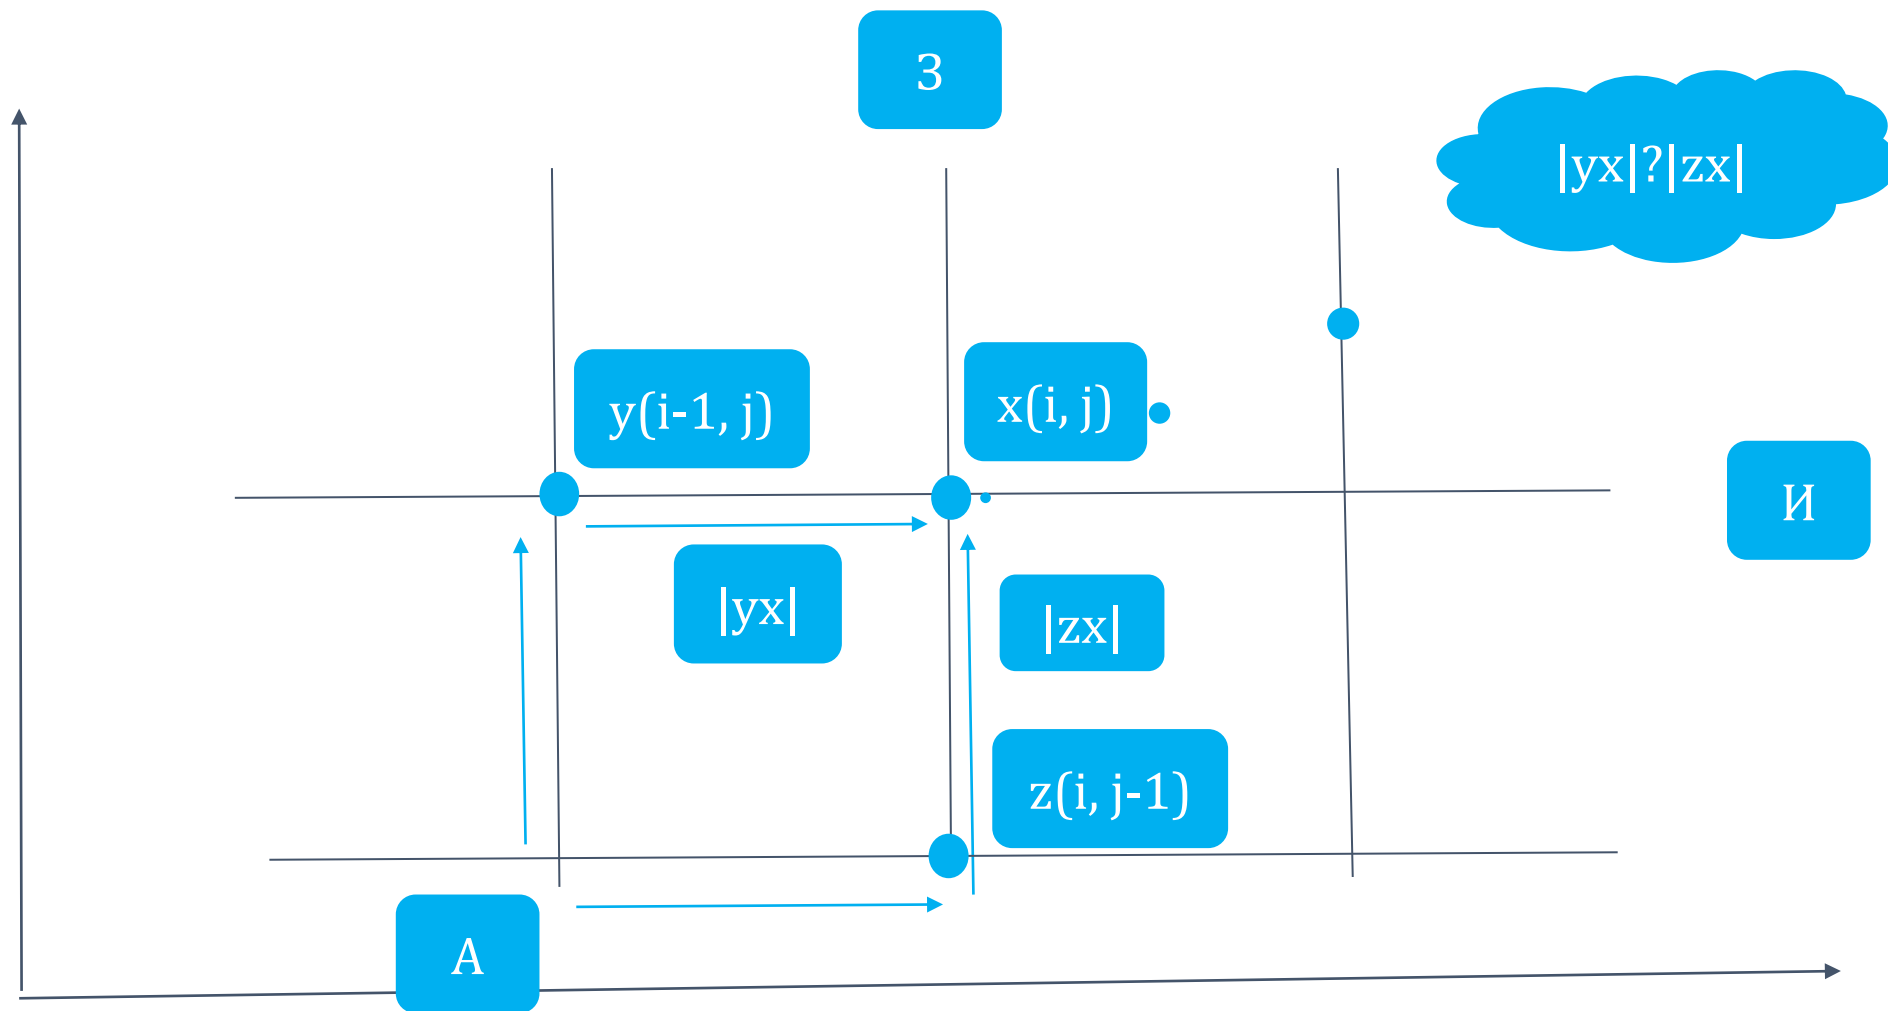 З
|yx|?|zx|
y(i-1, j)
x(i, j)
И
|yx|
|zx|
z(i, j-1)
А